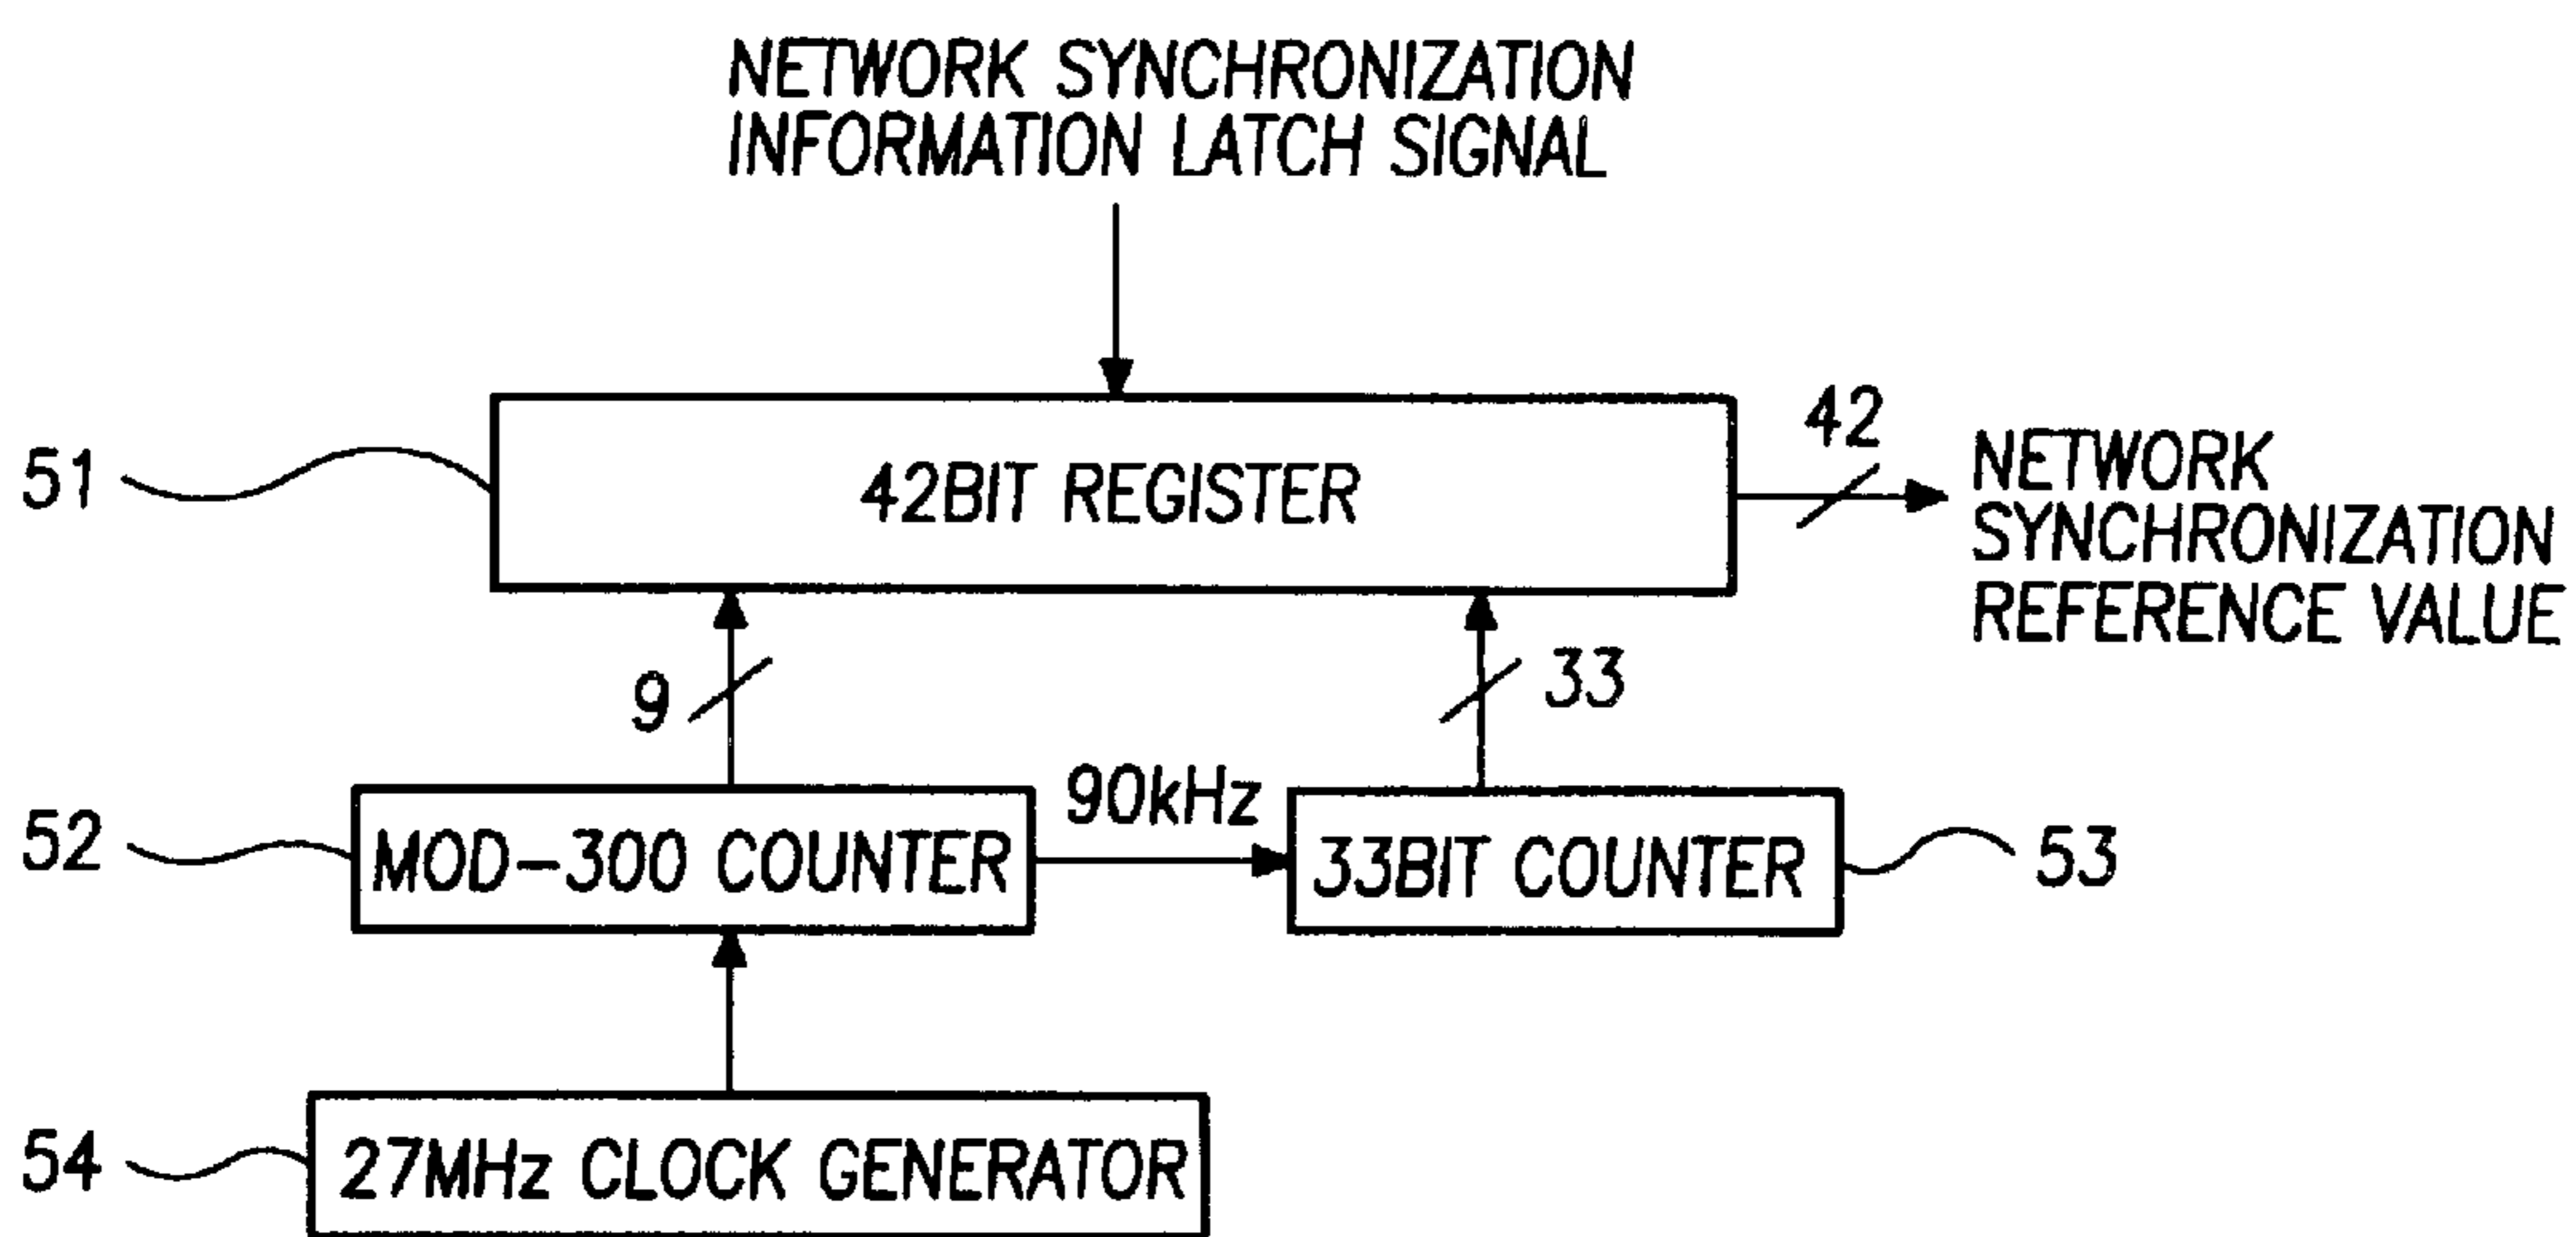 NETWORK SYNCHRONIZATION
INFORMATION LATCH SIGNAL
51
42BIT REGISTER
42
NETWORK
SYNCHRONIZATION
REFERENCE VALUE
9
33
52
MOD-300 COUNTER
90kHz
33BIT COUNTER
53
54
27MHz CLOCK GENERATOR